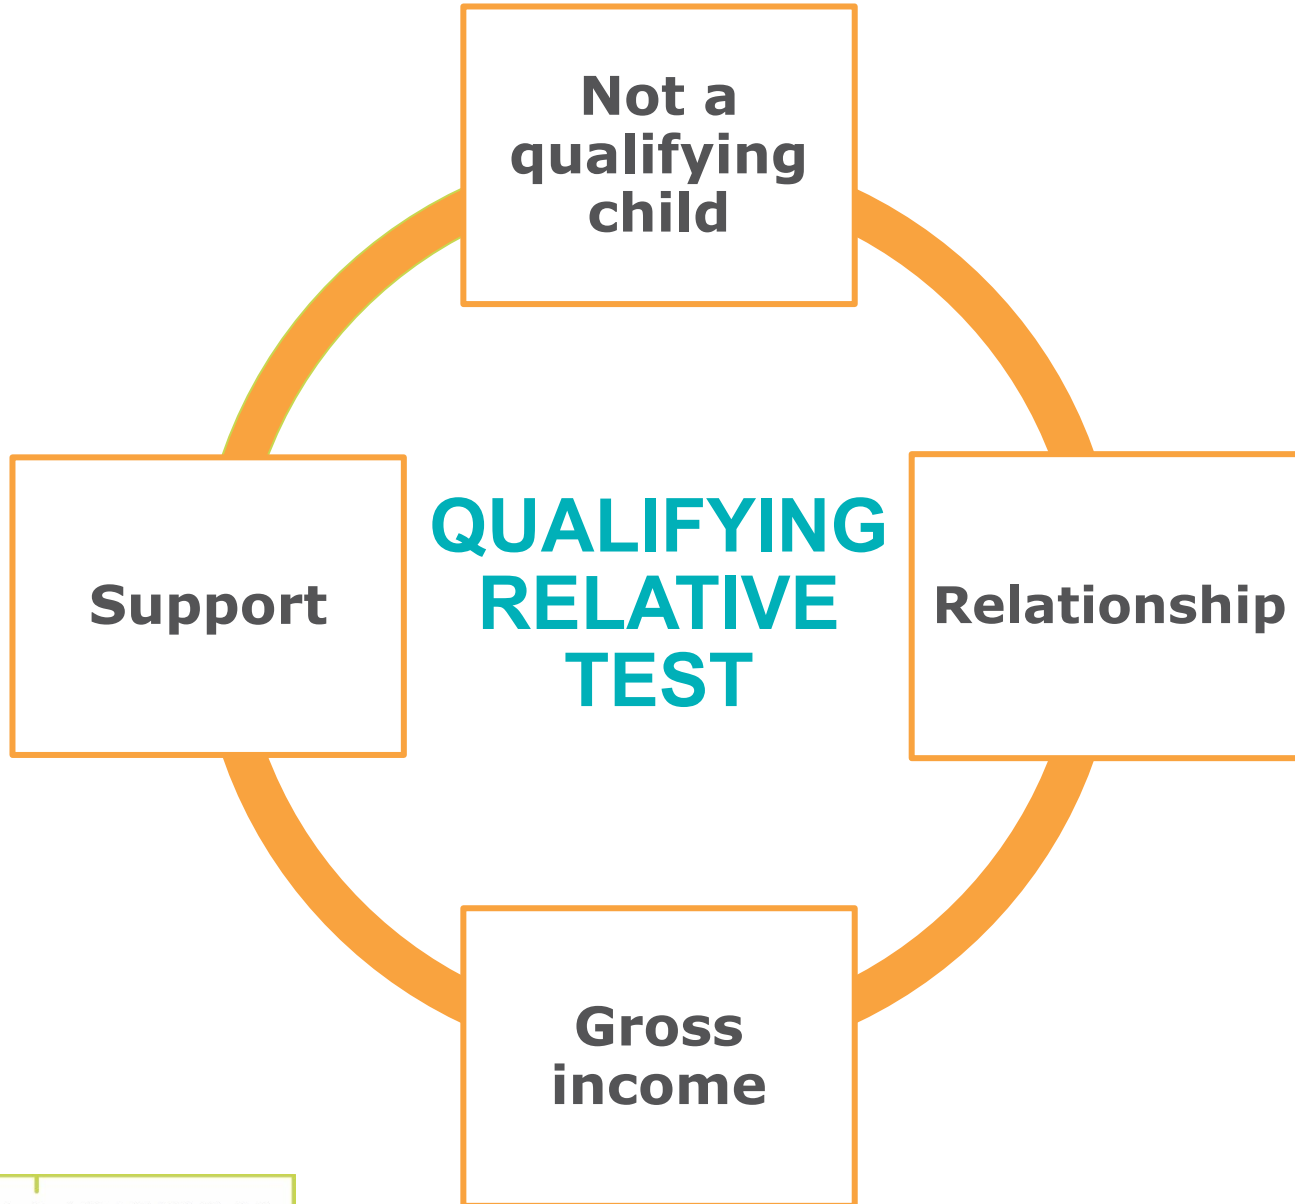 Not a
qualifying
child
Support
QUALIFYING
RELATIVE
TEST
Relationship
Gross
income